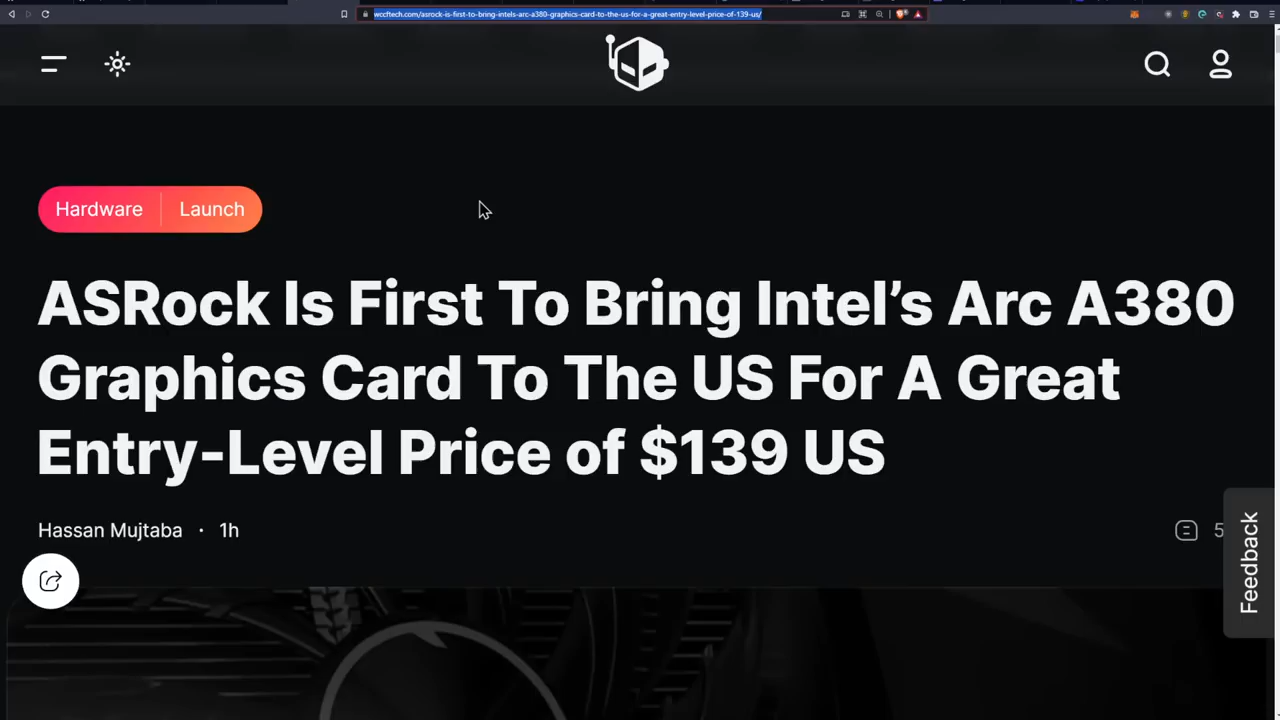 wccftech.com/asrock-is-first-to-bring-intels-arc-a380-graphics-card-to-the-us-for-a-great-entry-level-price-of-139-us/
Hardware Launch
ASRock Is First To Bring Intel’s Arc A380
Graphics Card To The US For A Great
Entry-Level Price of $139 US
Hassan Mujtaba · 1h
5
Feedback